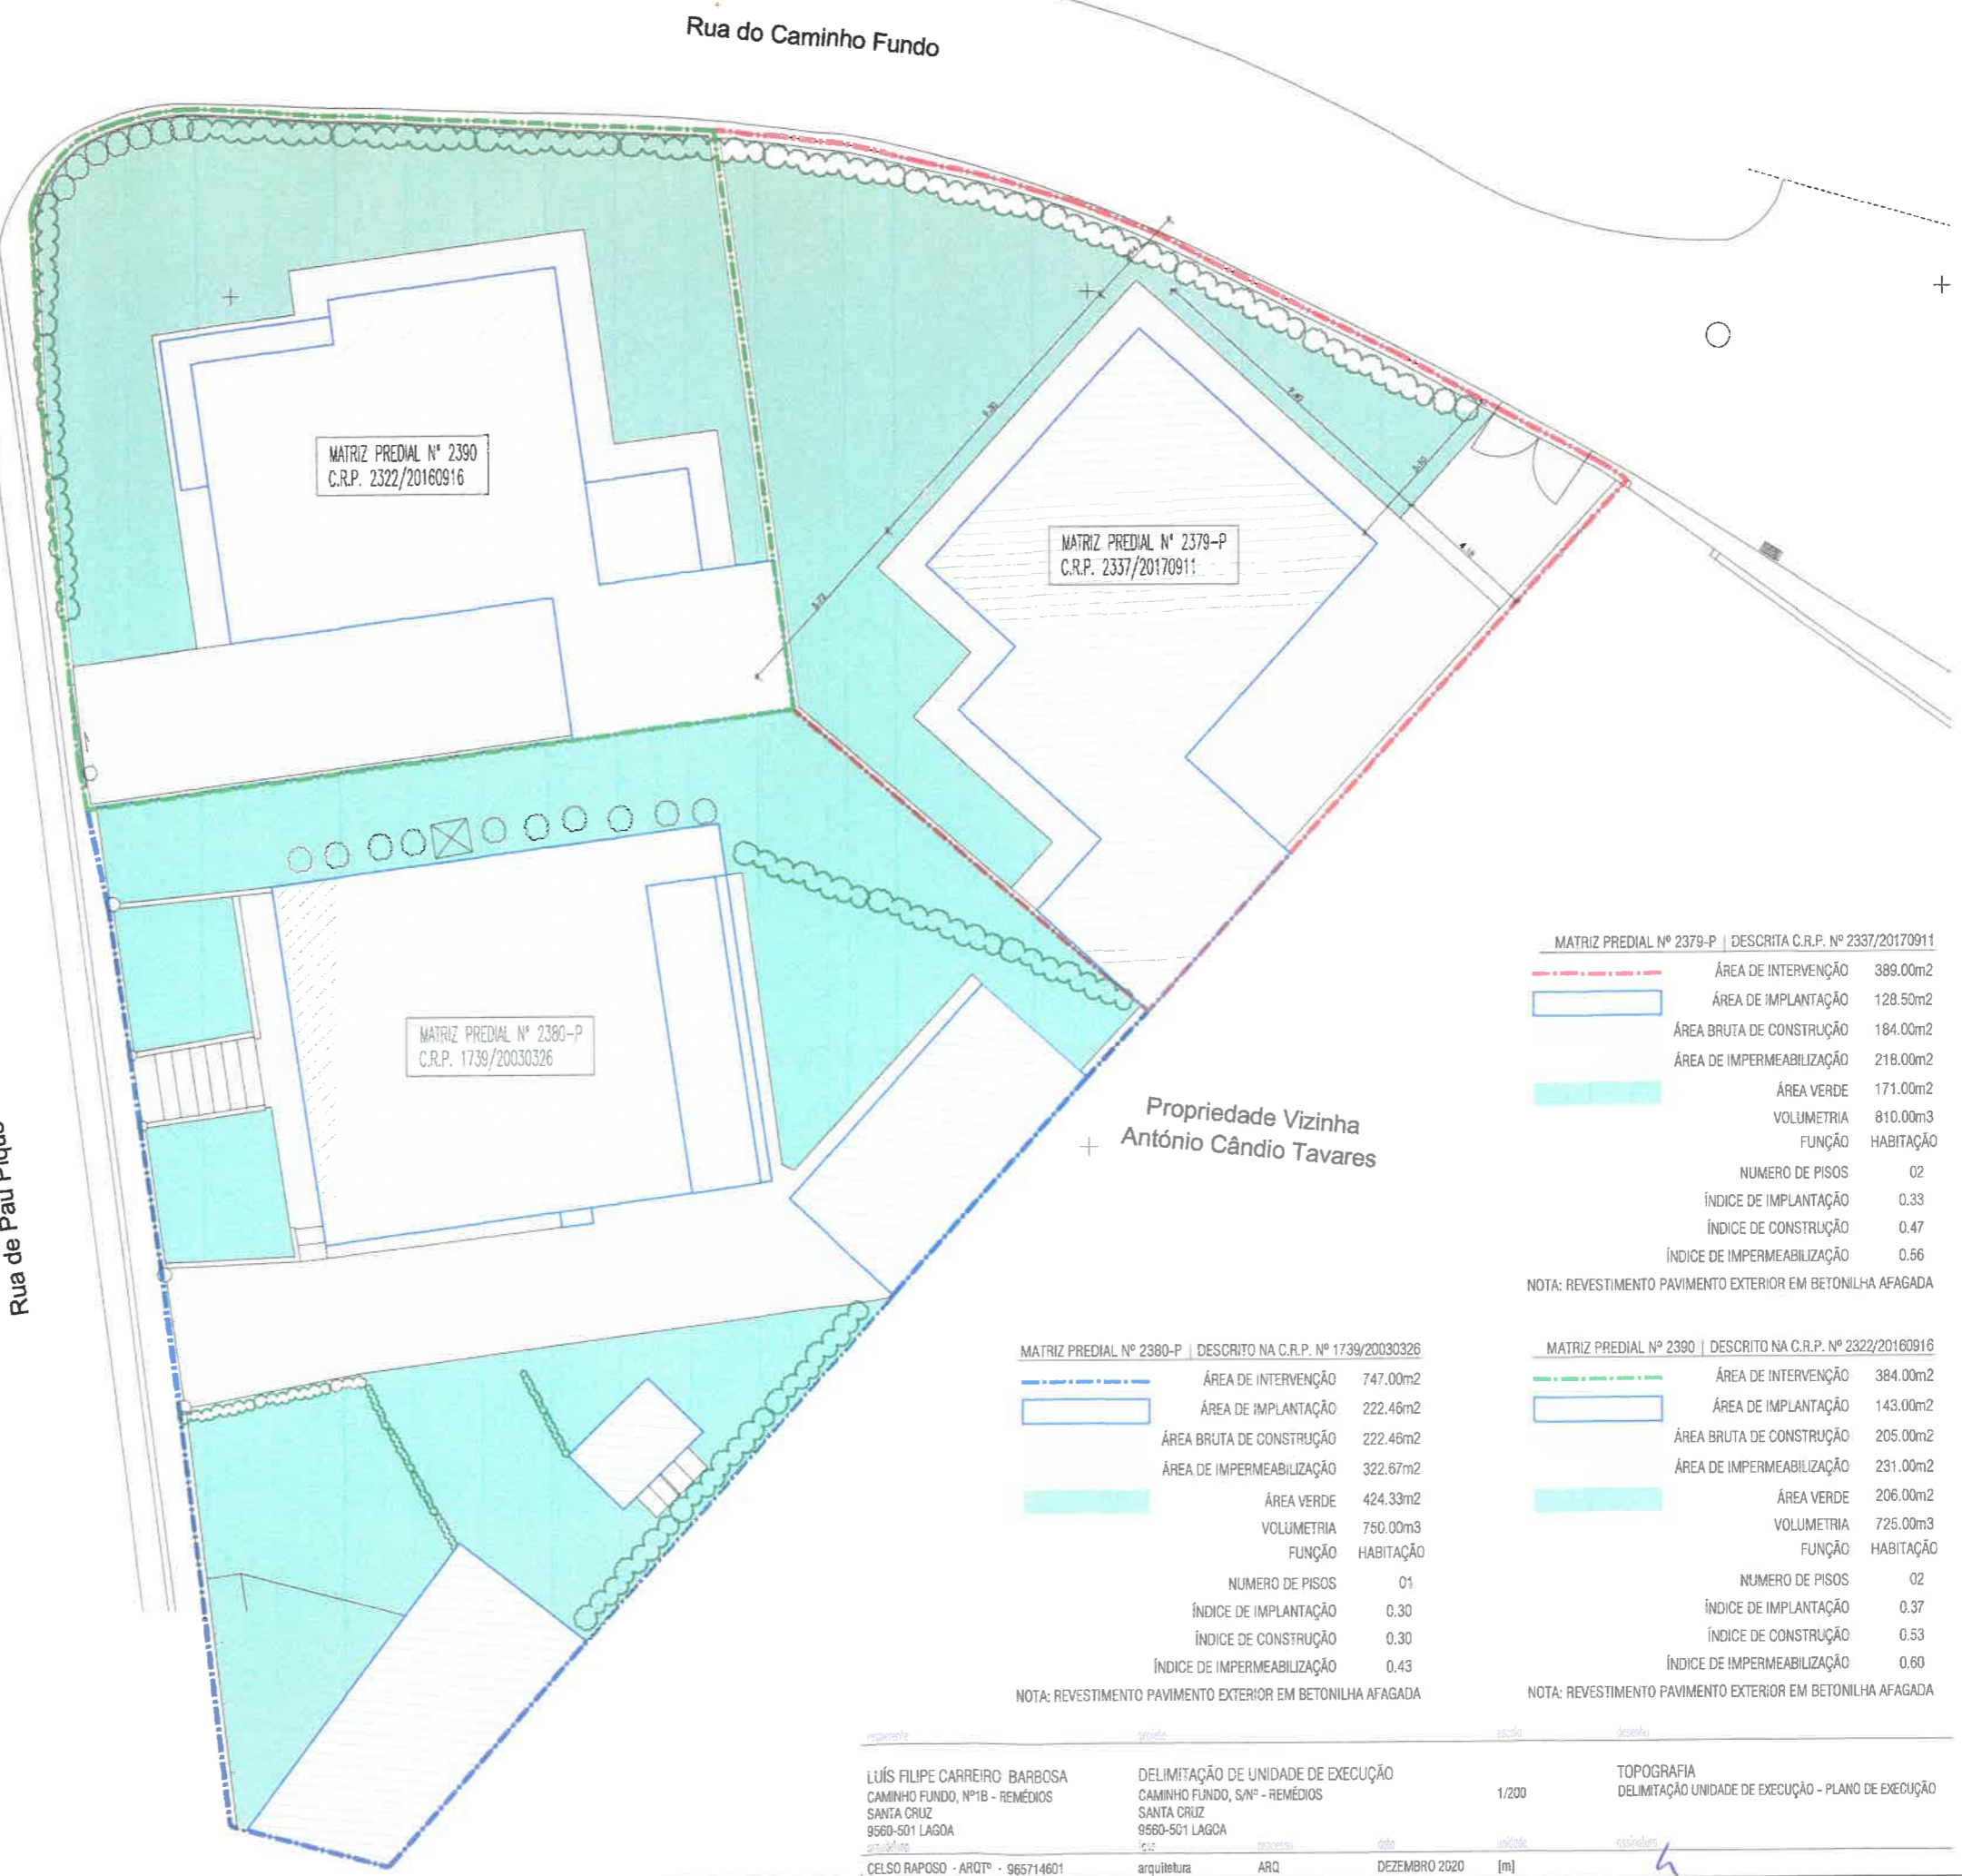 Rua do Caminho Fundo
MATRIZ PREDIAL Nº 2390
C.R.P. 2322/20160916
MATRIZ PREDIAL Nº 2379-P
C.R.P. 2337/20170911
MATRIZ PREDIAL Nº 2380-P
C.R.P. 1739/20030326
Rua de Pau Pique
Propriedade Vizinha
António Cândio Tavares
MATRIZ PREDIAL Nº 2379-P | DESCRITA C.R.P. Nº 2337/20170911
ÁREA DE INTERVENÇÃO 389.00m2
ÁREA DE IMPLANTAÇÃO 128.50m2
ÁREA BRUTA DE CONSTRUÇÃO 184.00m2
ÁREA DE IMPERMEABILIZAÇÃO 218.00m2
ÁREA VERDE 171.00m2
VOLUMETRIA 810.00m3
FUNÇÃO HABITAÇÃO
NUMERO DE PISOS 02
ÍNDICE DE IMPLANTAÇÃO 0.33
ÍNDICE DE CONSTRUÇÃO 0.47
ÍNDICE DE IMPERMEABILIZAÇÃO 0.56
NOTA: REVESTIMENTO PAVIMENTO EXTERIOR EM BETONILHA AFAGADA
MATRIZ PREDIAL Nº 2380-P | DESCRITO NA C.R.P. Nº 1739/20030326
ÁREA DE INTERVENÇÃO 747.00m2
ÁREA DE IMPLANTAÇÃO 222.46m2
ÁREA BRUTA DE CONSTRUÇÃO 222.46m2
ÁREA DE IMPERMEABILIZAÇÃO 322.67m2
ÁREA VERDE 424.33m2
VOLUMETRIA 750.00m3
FUNÇÃO HABITAÇÃO
NUMERO DE PISOS 01
ÍNDICE DE IMPLANTAÇÃO 0.30
ÍNDICE DE CONSTRUÇÃO 0.30
ÍNDICE DE IMPERMEABILIZAÇÃO 0.43
NOTA: REVESTIMENTO PAVIMENTO EXTERIOR EM BETONILHA AFAGADA
MATRIZ PREDIAL Nº 2390 | DESCRITO NA C.R.P. Nº 2322/20160916
ÁREA DE INTERVENÇÃO 384.00m2
ÁREA DE IMPLANTAÇÃO 143.00m2
ÁREA BRUTA DE CONSTRUÇÃO 205.00m2
ÁREA DE IMPERMEABILIZAÇÃO 231.00m2
ÁREA VERDE 206.00m2
VOLUMETRIA 725.00m3
FUNÇÃO HABITAÇÃO
NUMERO DE PISOS 02
ÍNDICE DE IMPLANTAÇÃO 0.37
ÍNDICE DE CONSTRUÇÃO 0.53
ÍNDICE DE IMPERMEABILIZAÇÃO 0.60
NOTA: REVESTIMENTO PAVIMENTO EXTERIOR EM BETONILHA AFAGADA
requerente projeto escala desenho
LUÍS FILIPE CARREIRO BARBOSA
CAMINHO FUNDO, Nº1B - REMÉDIOS
SANTA CRUZ
9560-501 LAGOA
DELIMITAÇÃO DE UNIDADE DE EXECUÇÃO
CAMINHO FUNDO, S/Nº - REMÉDIOS
SANTA CRUZ
9560-501 LAGOA
1/200
TOPOGRAFIA
DELIMITAÇÃO UNIDADE DE EXECUÇÃO - PLANO DE EXECUÇÃO
fase processo data unidade assinatura
CELSO RAPOSO - ARQTº - 965714601 arquitetura ARQ DEZEMBRO 2020 [m]